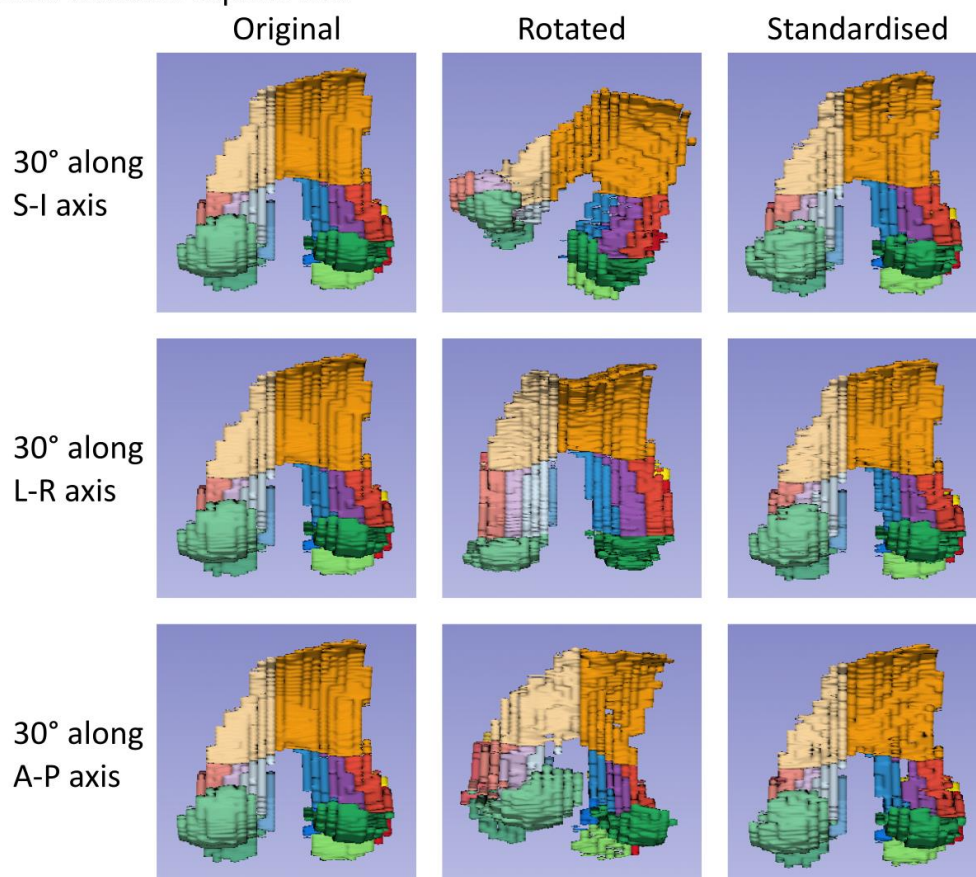 Original Rotated Standardised
30° along
S-I axis
30° along
L-R axis
30° along
A-P axis